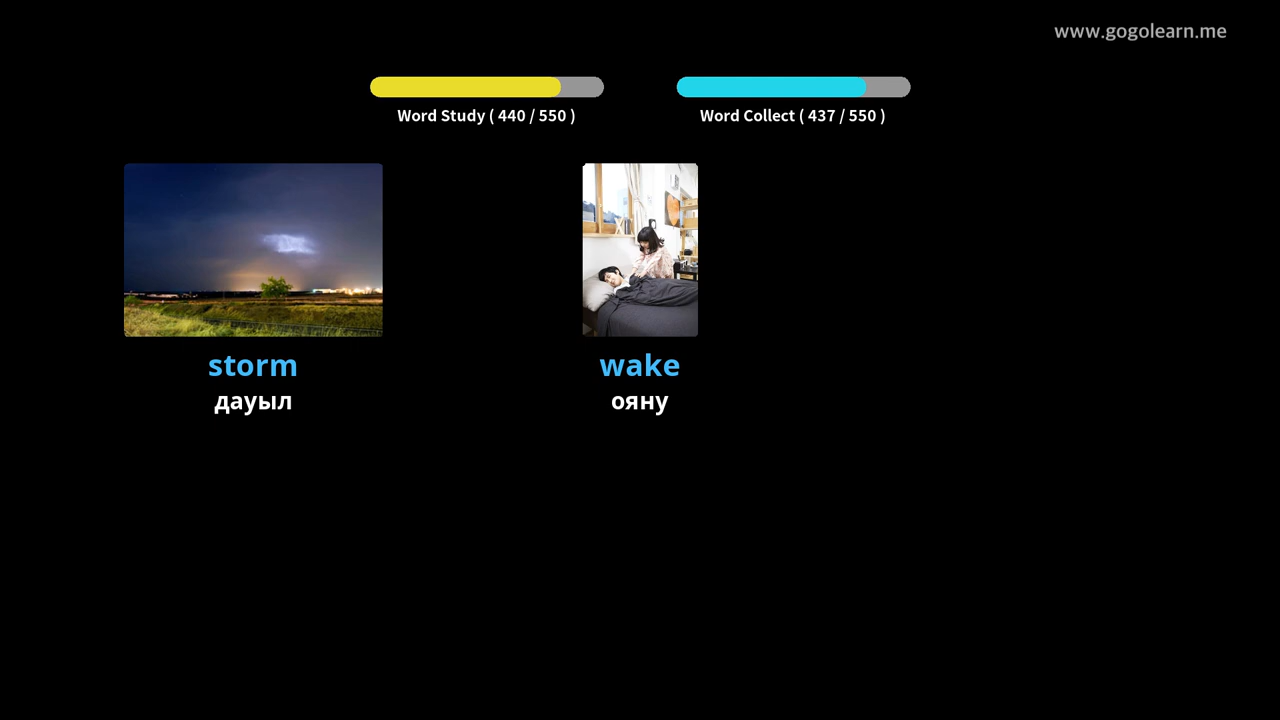 www.gogolearn.me
Word Study ( 440 / 550 )
Word Collect ( 437 / 550 )
storm
дауыл
wake
ояну